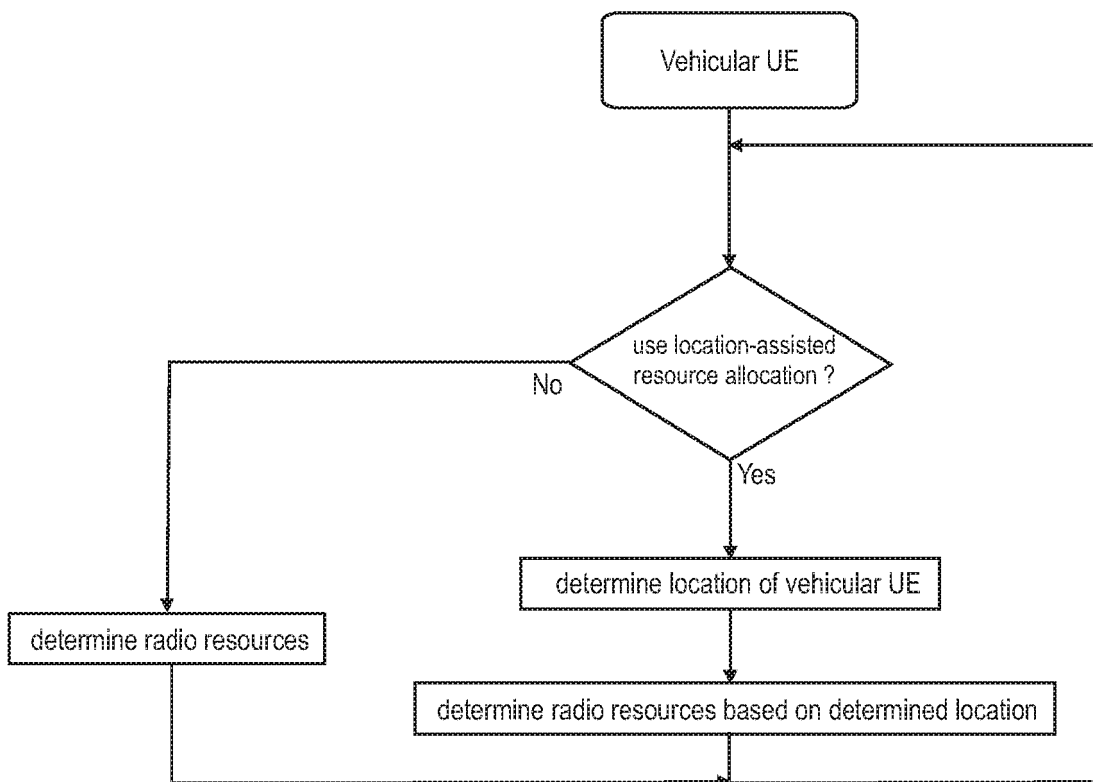 Vehicular UE
use location-assisted
resource allocation ?
No
Yes
determine location of vehicular UE
determine radio resources
determine radio resources based on determined location